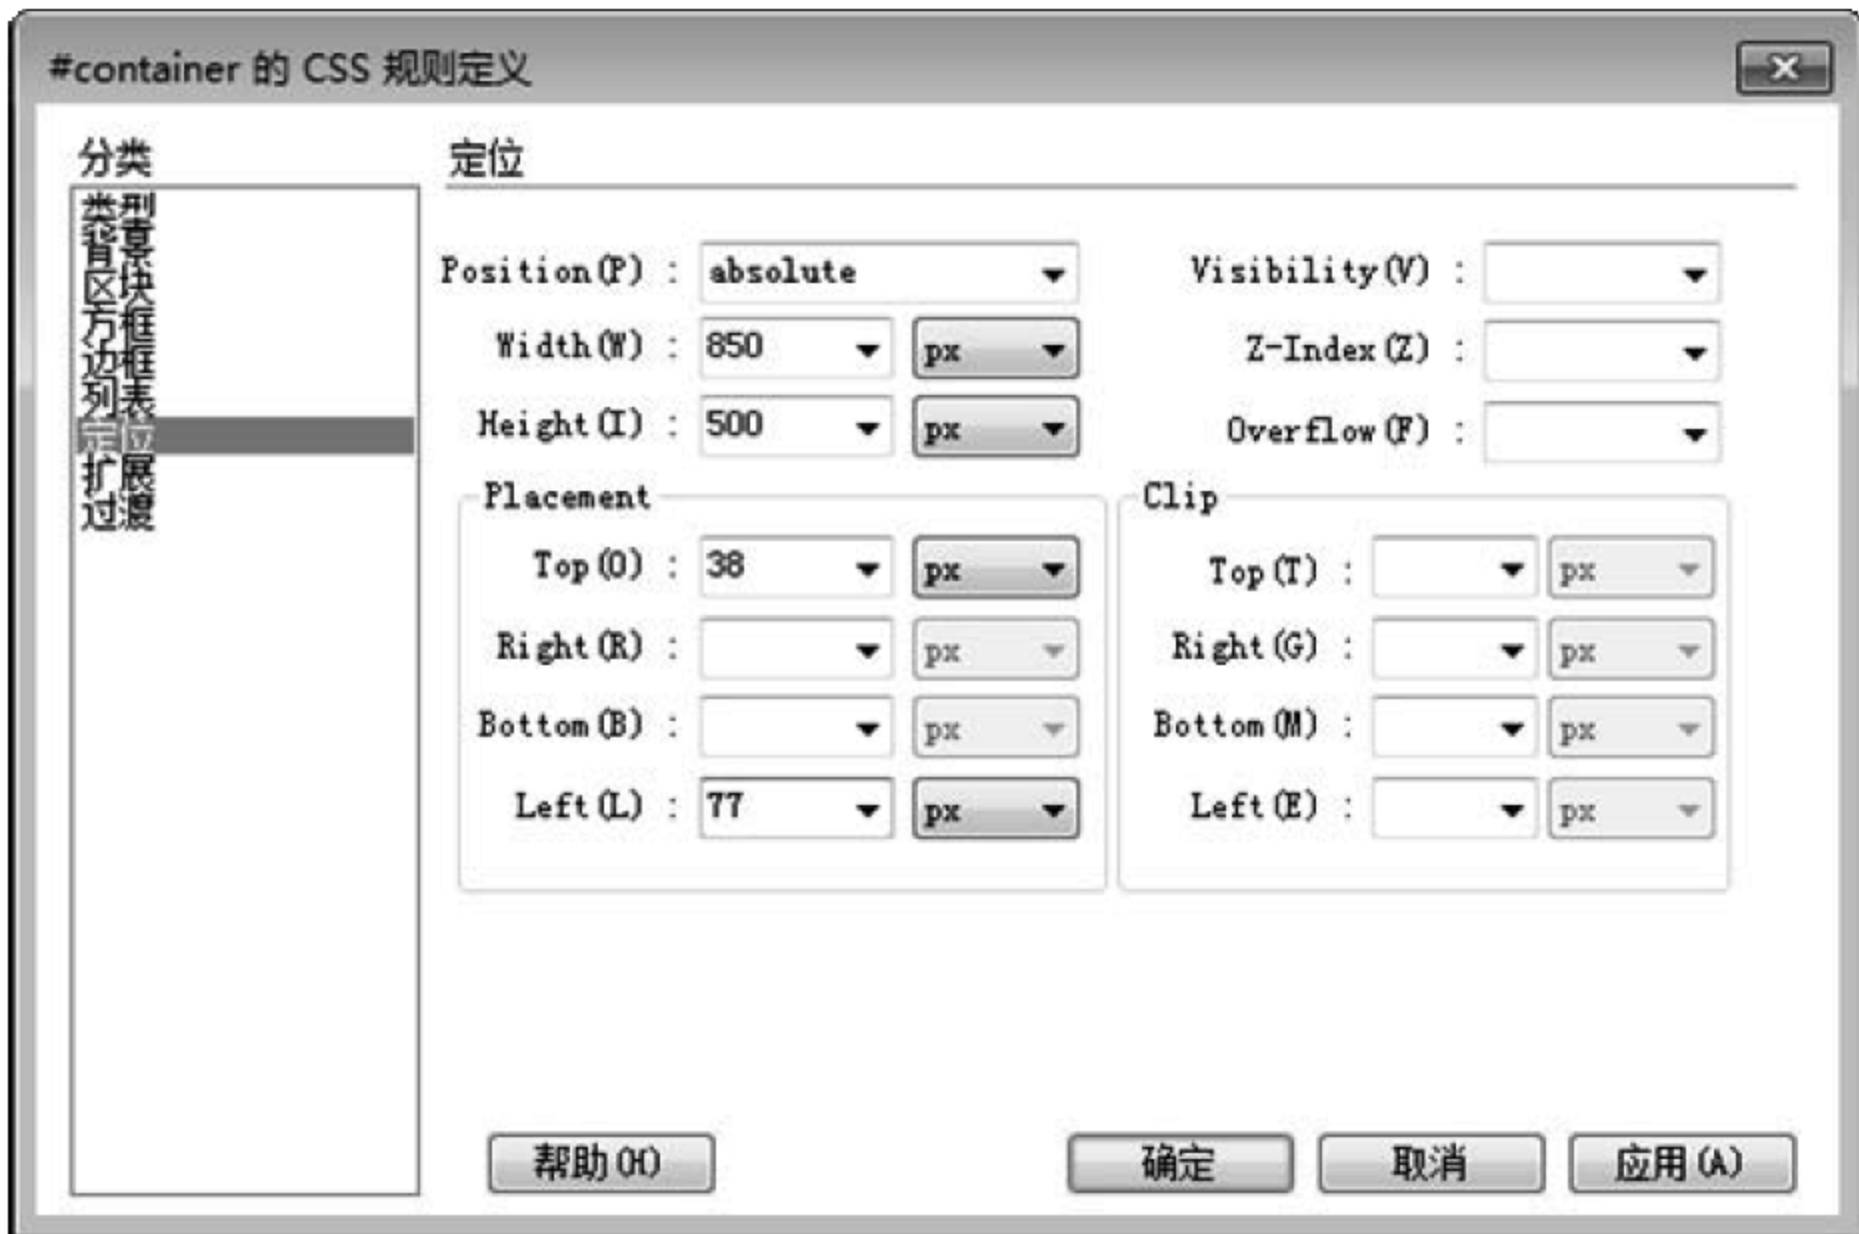 #container 的 CSS 规则定义
分类
类型
背景
区块
方框
边框
列表
定位
扩展
过渡
定位
Position(P) : absolute
Visibility(V) :
Width(W) : 850 px
Z-Index(Z) :
Height(I) : 500 px
Overflow(F) :
Placement
Top(O) : 38 px
Right(R) : px
Bottom(B) : px
Left(L) : 77 px
Clip
Top(T) : px
Right(G) : px
Bottom(M) : px
Left(E) : px
帮助(H) 确定 取消 应用(A)